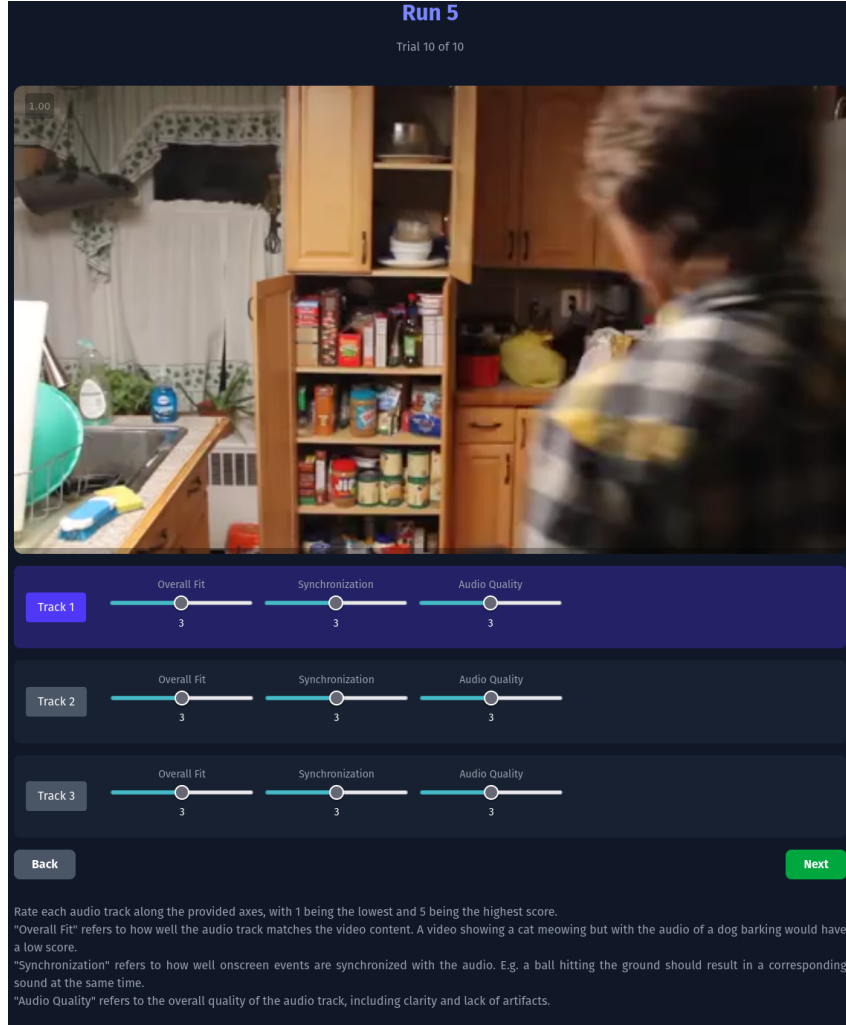 Run 5
Trial 10 of 10
1.00
JIF
Track 1
Overall Fit
Synchronization
Audio Quality
3
3
3
Track 2
Overall Fit
Synchronization
Audio Quality
3
3
3
Track 3
Overall Fit
Synchronization
Audio Quality
3
3
3
Back
Next
Rate each audio track along the provided axes, with 1 being the lowest and 5 being the highest score.
"Overall Fit" refers to how well the audio track matches the video content. A video showing a cat meowing but with the audio of a dog barking would have
a low score.
"Synchronization" refers to how well onscreen events are synchronized with the audio. E.g. a ball hitting the ground should result in a corresponding
sound at the same time.
"Audio Quality" refers to the overall quality of the audio track, including clarity and lack of artifacts.